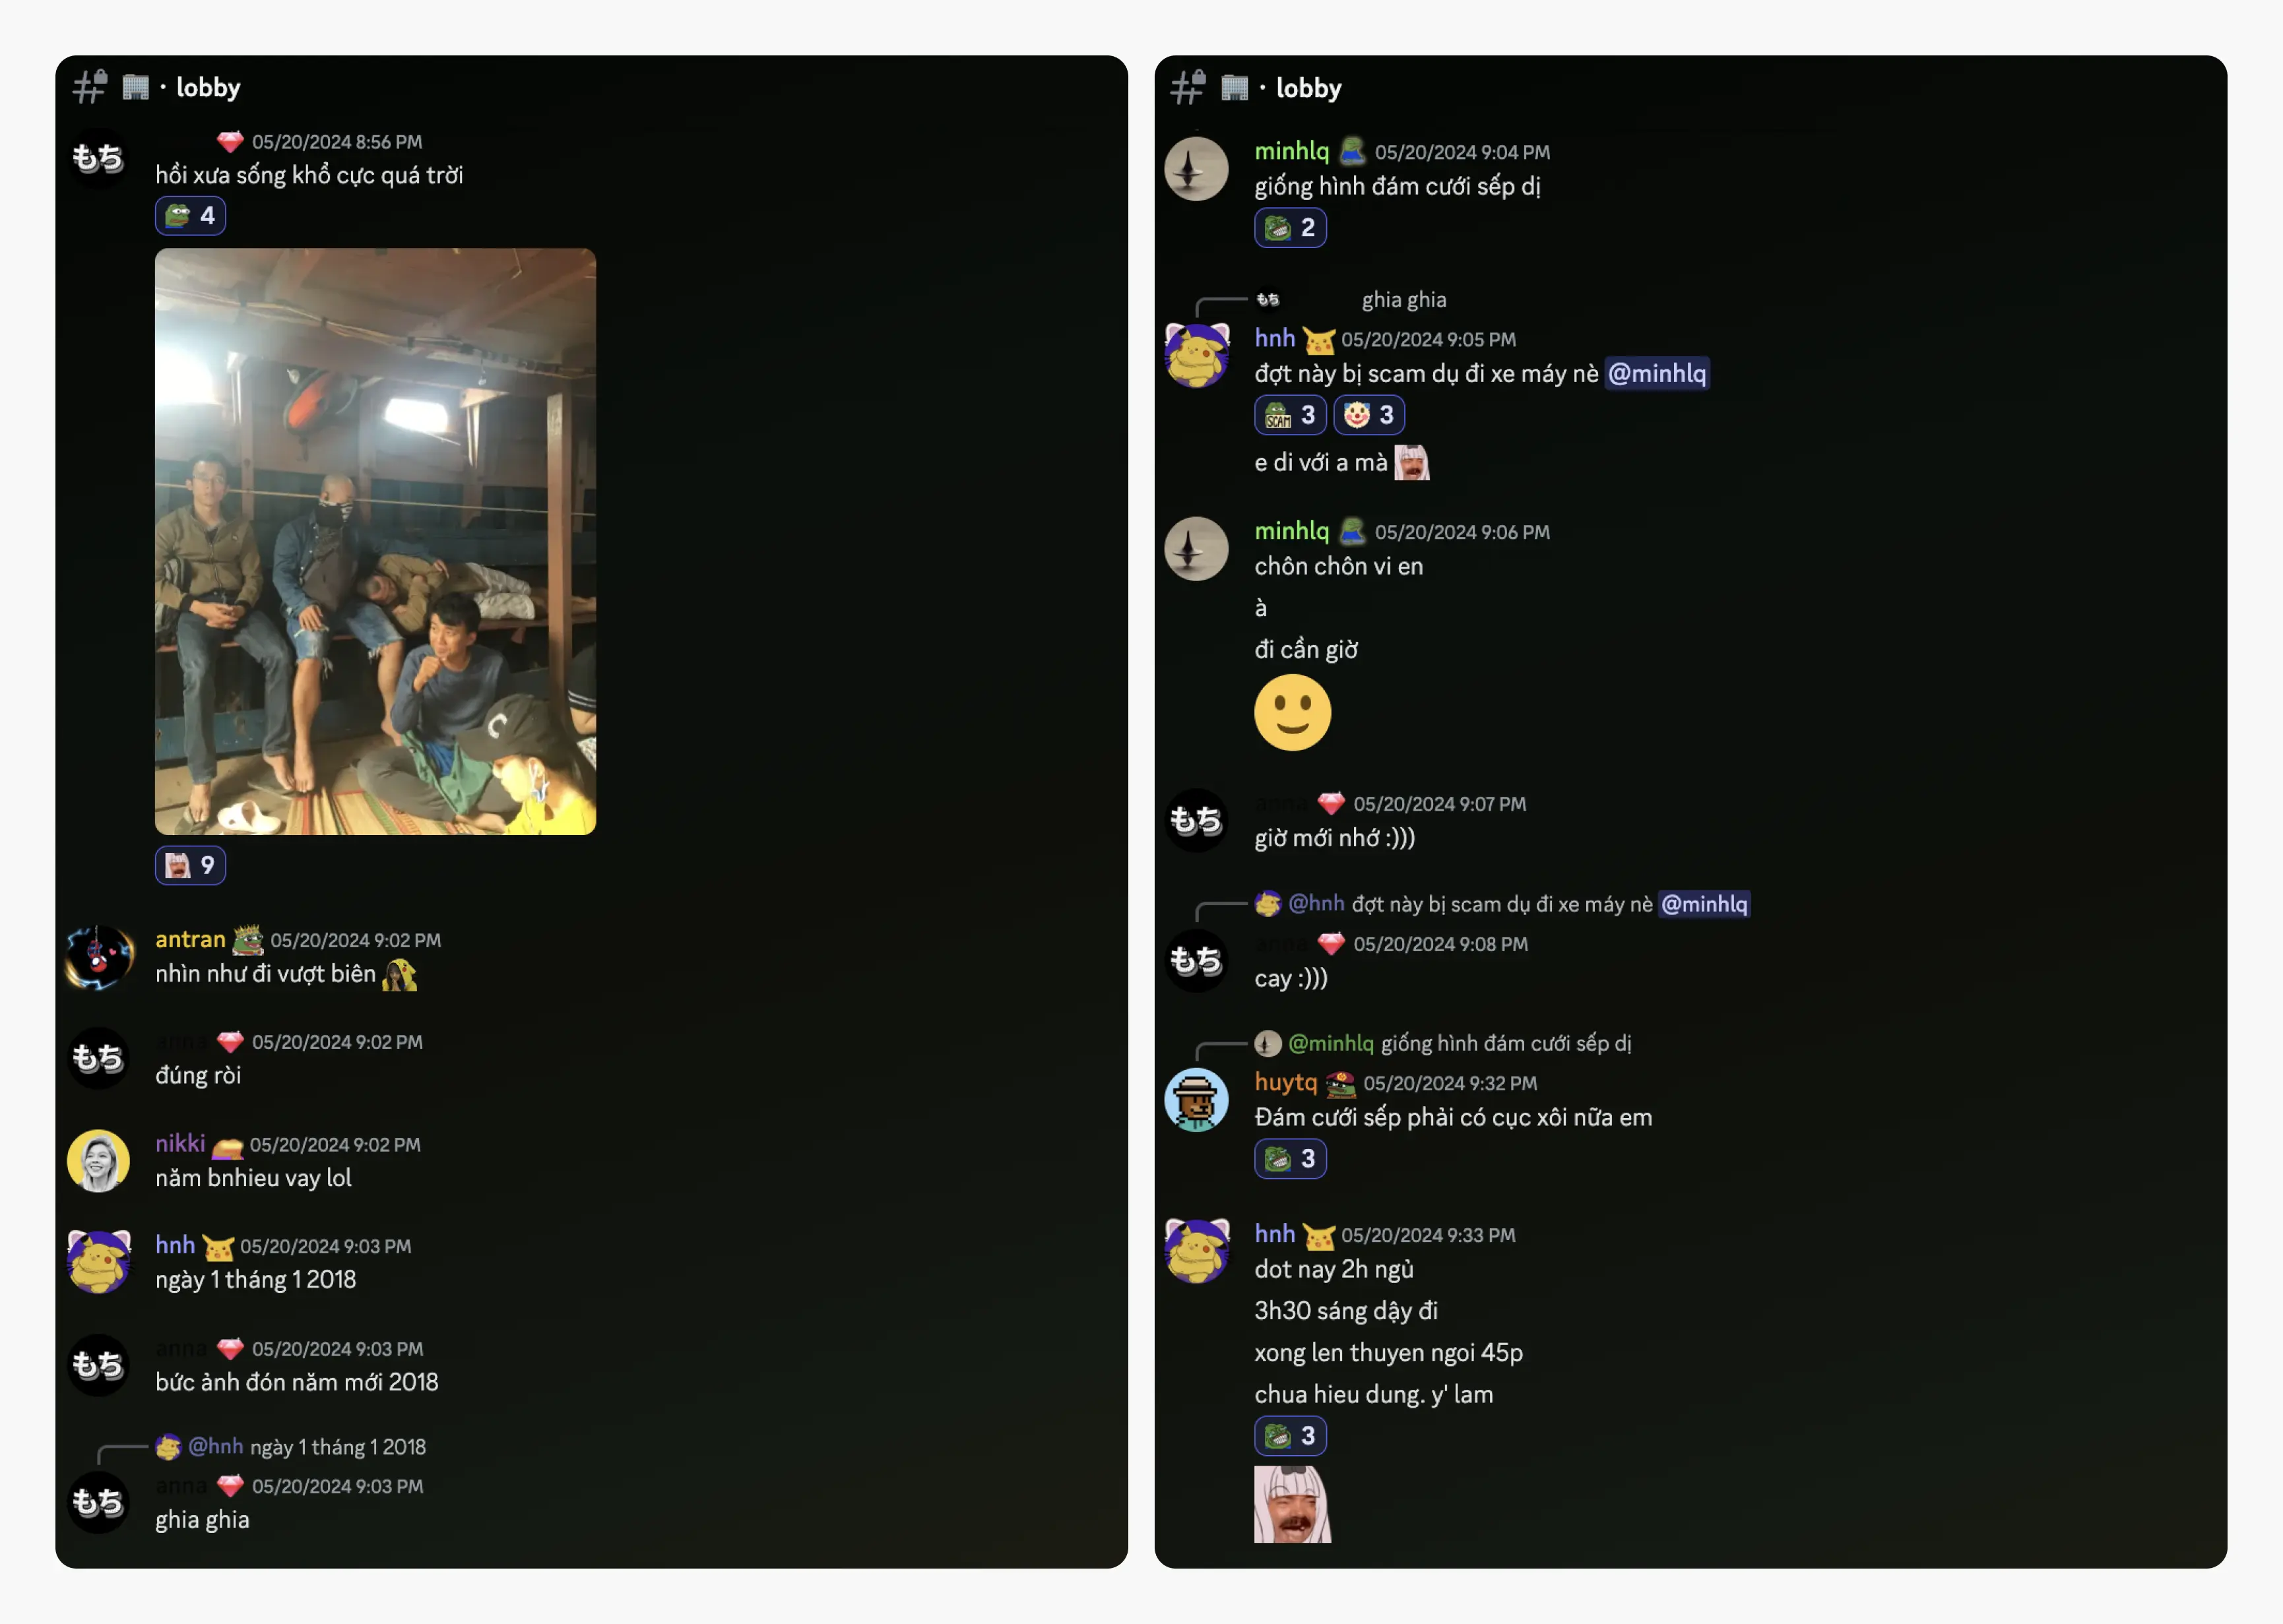 · lobby
もち
05/20/2024 8:56 PM
hồi xưa sống khổ cực quá trời
4
C
9
antran 05/20/2024 9:02 PM
nhìn như đi vượt biên
もち
anna 05/20/2024 9:02 PM
đúng ròi
nikki 05/20/2024 9:02 PM
năm bnhieu vay lol
hnh 05/20/2024 9:03 PM
ngày 1 tháng 1 2018
もち
anna 05/20/2024 9:03 PM
bức ảnh đón năm mới 2018
@hnh ngày 1 tháng 1 2018
もち
anna 05/20/2024 9:03 PM
ghia ghia
· lobby
minhlq 05/20/2024 9:04 PM
giống hình đám cưới sếp dị
2
もち ghia ghia
hnh 05/20/2024 9:05 PM
đợt này bị scam dụ đi xe máy nè @minhlq
SCAM 3 3
e di với a mà
minhlq 05/20/2024 9:06 PM
chôn chôn vi en
à
đi cần giờ
もち
anna 05/20/2024 9:07 PM
giờ mới nhớ :)))
@hnh đợt này bị scam dụ đi xe máy nè @minhlq
もち
anna 05/20/2024 9:08 PM
cay :)))
@minhlq giống hình đám cưới sếp dị
huytq 05/20/2024 9:32 PM
Đám cưới sếp phải có cục xôi nữa em
3
hnh 05/20/2024 9:33 PM
dot nay 2h ngủ
3h30 sáng dậy đi
xong len thuyen ngoi 45p
chua hieu dung. y' lam
3